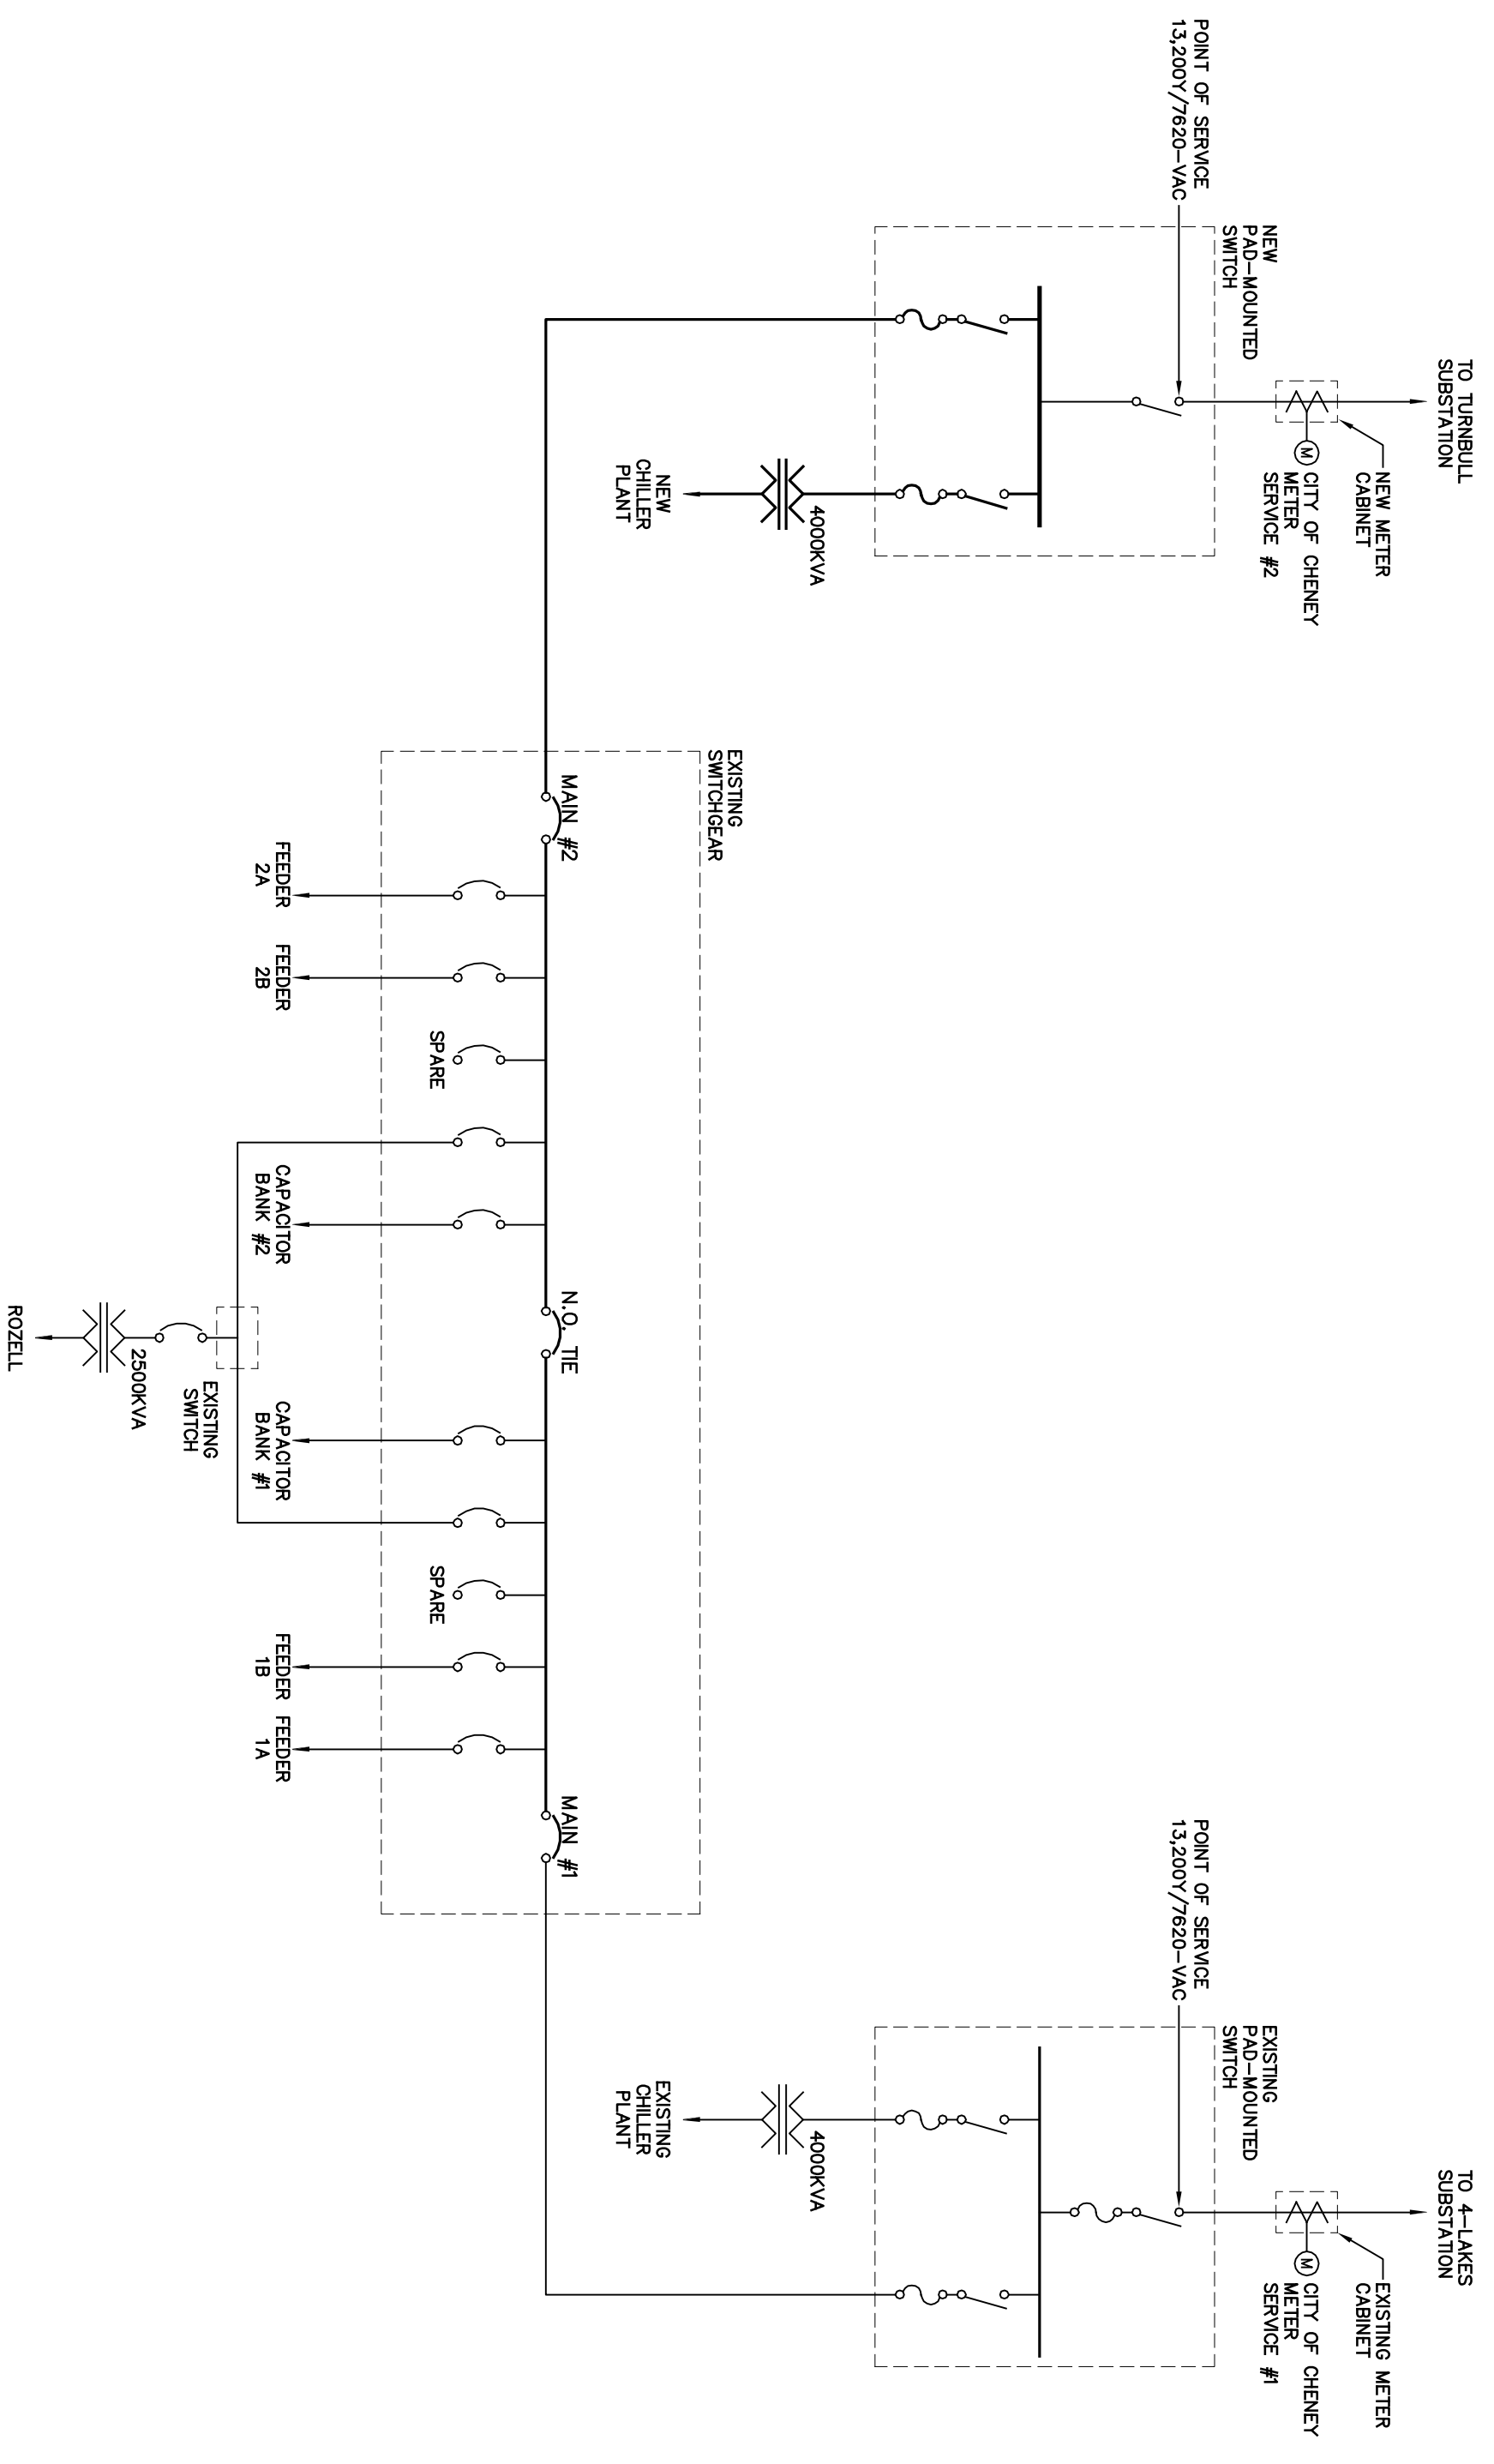 TO TURNBULL
SUBSTATION
NEW METER
CABINET
M
CITY OF CHENEY
METER
SERVICE #2
NEW
PAD-MOUNTED
SWITCH
POINT OF SERVICE
13,200Y/7620-VAC
4000KVA
NEW
CHILLER
PLANT
TO 4-LAKES
SUBSTATION
EXISTING METER
CABINET
M
CITY OF CHENEY
METER
SERVICE #1
EXISTING
PAD-MOUNTED
SWITCH
POINT OF SERVICE
13,200Y/7620-VAC
4000KVA
EXISTING
CHILLER
PLANT
EXISTING
SWITCHGEAR
MAIN #2
N.O. TIE
MAIN #1
SPARE
SPARE
FEEDER
2A
FEEDER
2B
CAPACITOR
BANK #2
CAPACITOR
BANK #1
FEEDER
1B
FEEDER
1A
EXISTING
SWITCH
2500KVA
ROZELL